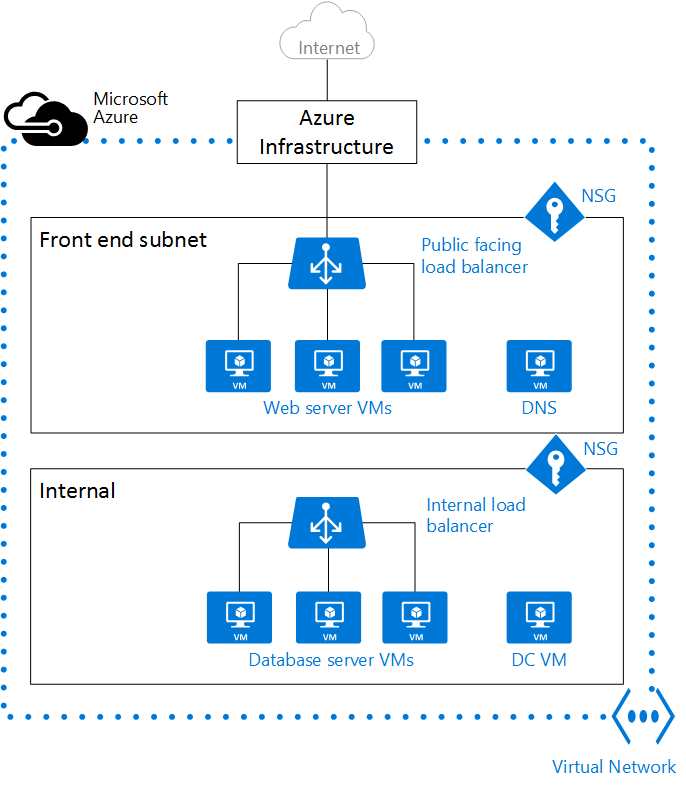 Internet
Microsoft
Azure
Azure
Infrastructure
NSG
Front end subnet
Public facing
load balancer
VM
VM
VM
VM
Web server VMs
DNS
NSG
Internal
Internal load
balancer
VM
VM
VM
VM
Database server VMs
DC VM
Virtual Network